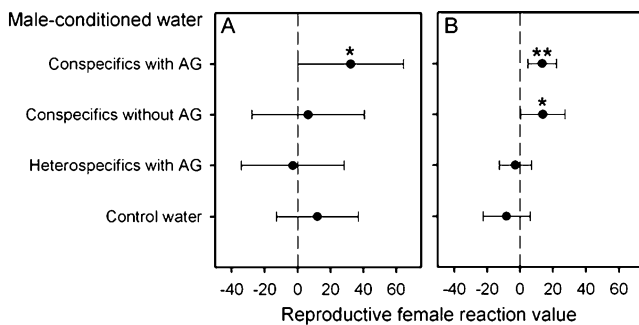 Male-conditioned water
A
B
Conspecifics with AG
*
**
Conspecifics without AG
*
Heterospecifics with AG
Control water
-40 -20 0 20 40 60
-40 -20 0 20 40 60
Reproductive female reaction value